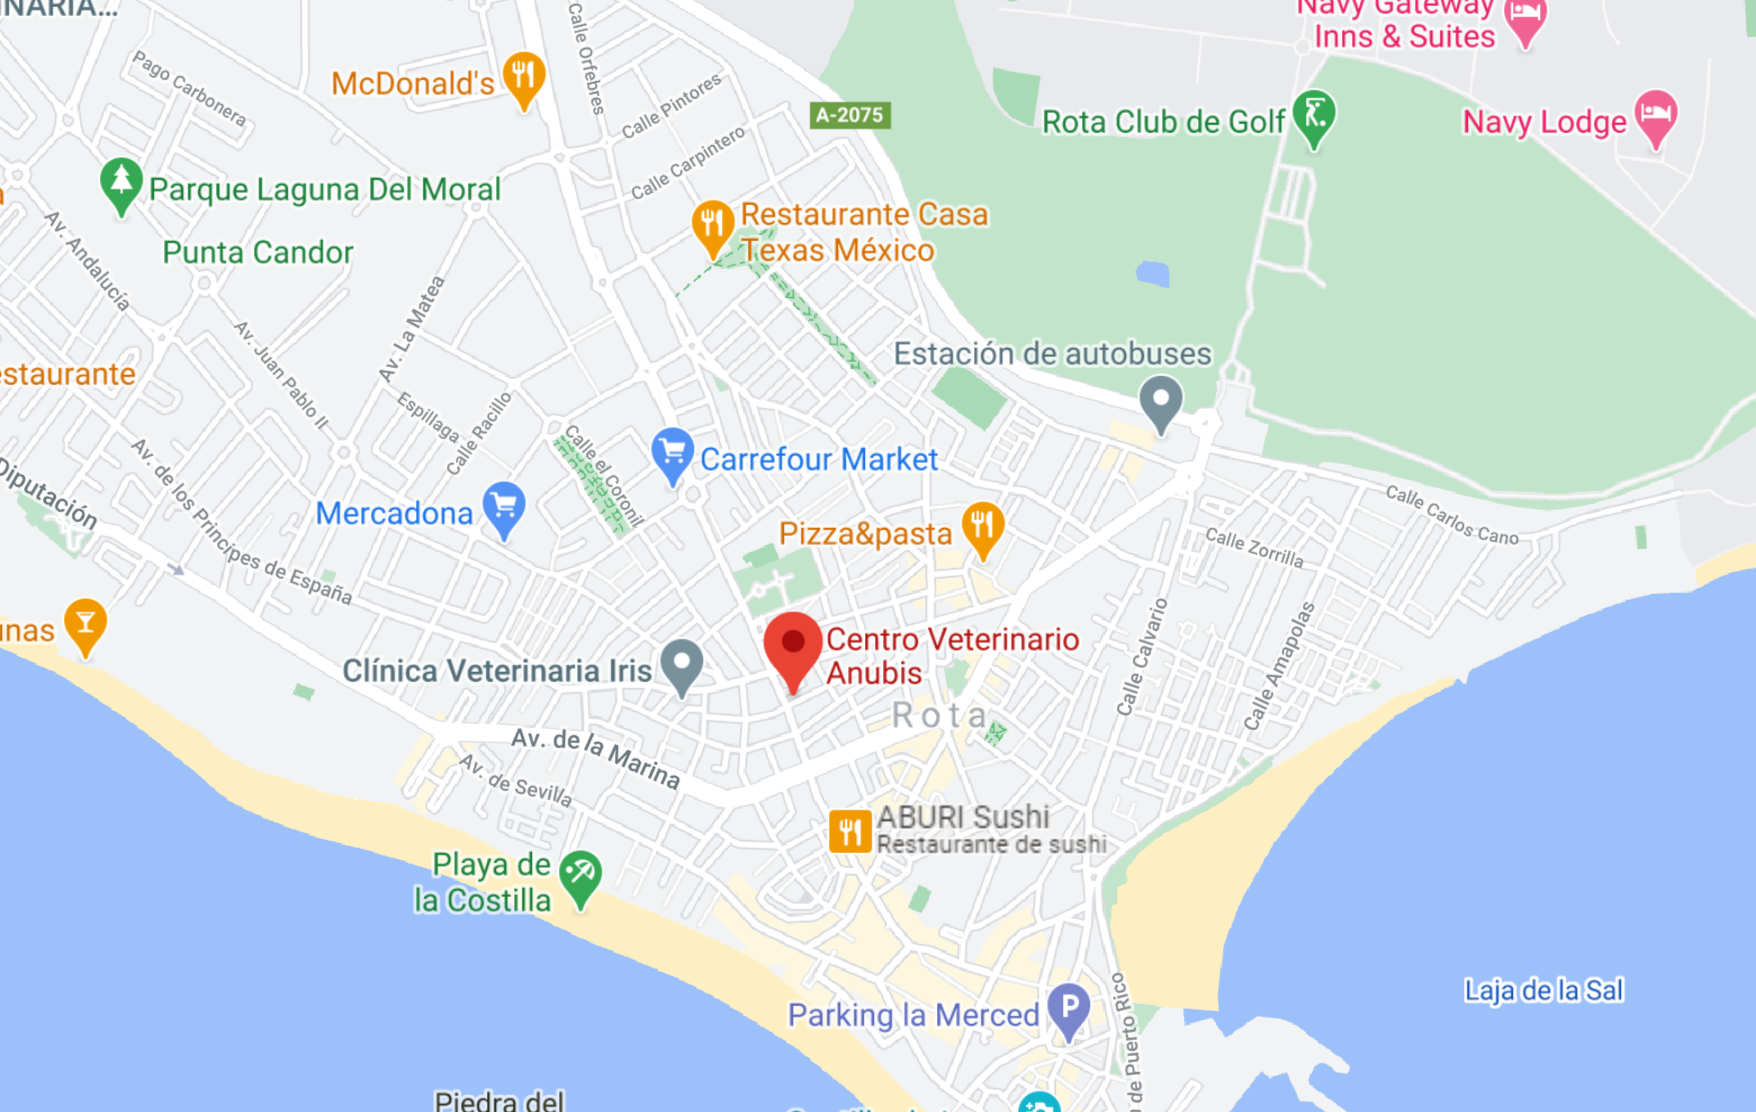 Navy Gateway
Inns & Suites
Pago Carbonera
McDonald's
Calle Orfebres
Calle Pintores
A-2075
Rota Club de Golf
Navy Lodge
Calle Carpintero
Parque Laguna Del Moral
Punta Candor
Restaurante Casa
Texas México
Av. Andalucía
Av. La Matea
Av. Juan Pablo II
Estación de autobuses
Espillaga
Calle Racillo
Calle el Coronil
Carrefour Market
Av. de los Príncipes de España
Diputación
Mercadona
Pizza&pasta
Calle Carlos Cano
Calle Zorrilla
Calle Calvario
Calle Amapolas
Centro Veterinario
Anubis
Clínica Veterinaria Iris
Rota
Av. de la Marina
Av. de Sevilla
ABURI Sushi
Restaurante de sushi
Playa de
la Costilla
Parking la Merced
P
de Puerto Rico
Laja de la Sal
Piedra del